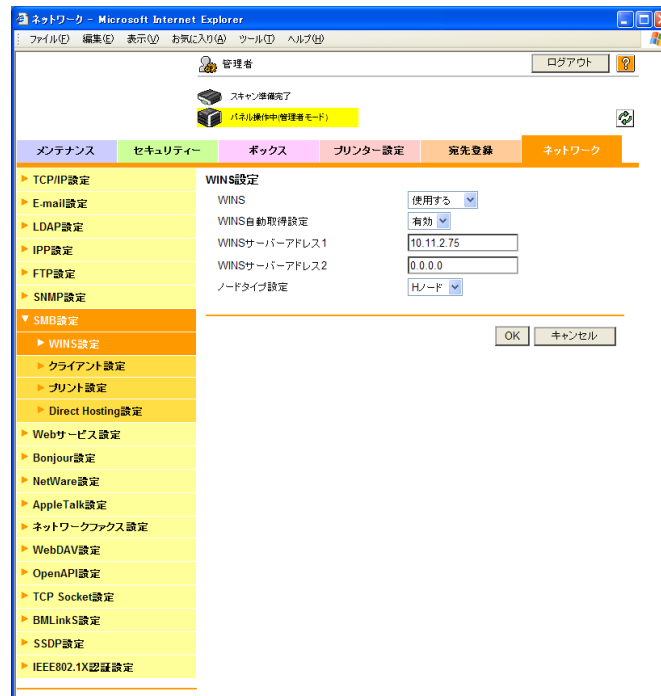 ネットワーク - Microsoft Internet Explorer
ファイル(F) 編集(E) 表示(V) お気に入り(A) ツール(T) ヘルプ(H)
管理者
ログアウト
?
スキャン準備完了
パネル操作中(管理者モード)
メンテナンス
セキュリティー
ボックス
プリンター設定
宛先登録
ネットワーク
TCP/IP設定
E-mail設定
LDAP設定
IPP設定
FTP設定
SNMP設定
SMB設定
WINS設定
クライアント設定
プリント設定
Direct Hosting設定
Webサービス設定
Bonjour設定
NetWare設定
AppleTalk設定
ネットワークファクス設定
WebDAV設定
OpenAPI設定
TCP Socket設定
BMLinkS設定
SSDP設定
IEEE802.1X認証設定
WINS設定
WINS 使用する
WINS自動取得設定 有効
WINSサーバーアドレス1 10.11.2.75
WINSサーバーアドレス2 0.0.0.0
ノードタイプ設定 Hノード
OK キャンセル